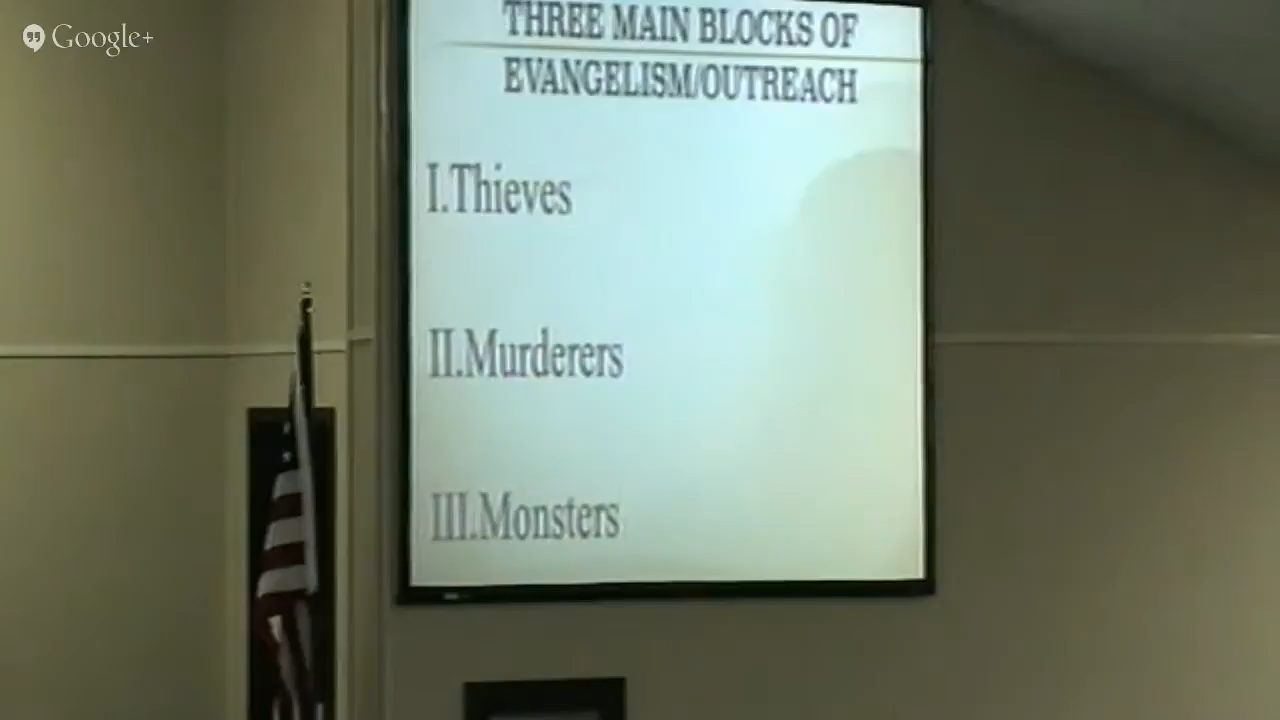 Google+
THREE MAIN BLOCKS OF
EVANGELISM/OUTREACH
I.Thieves
II.Murderers
III.Monsters